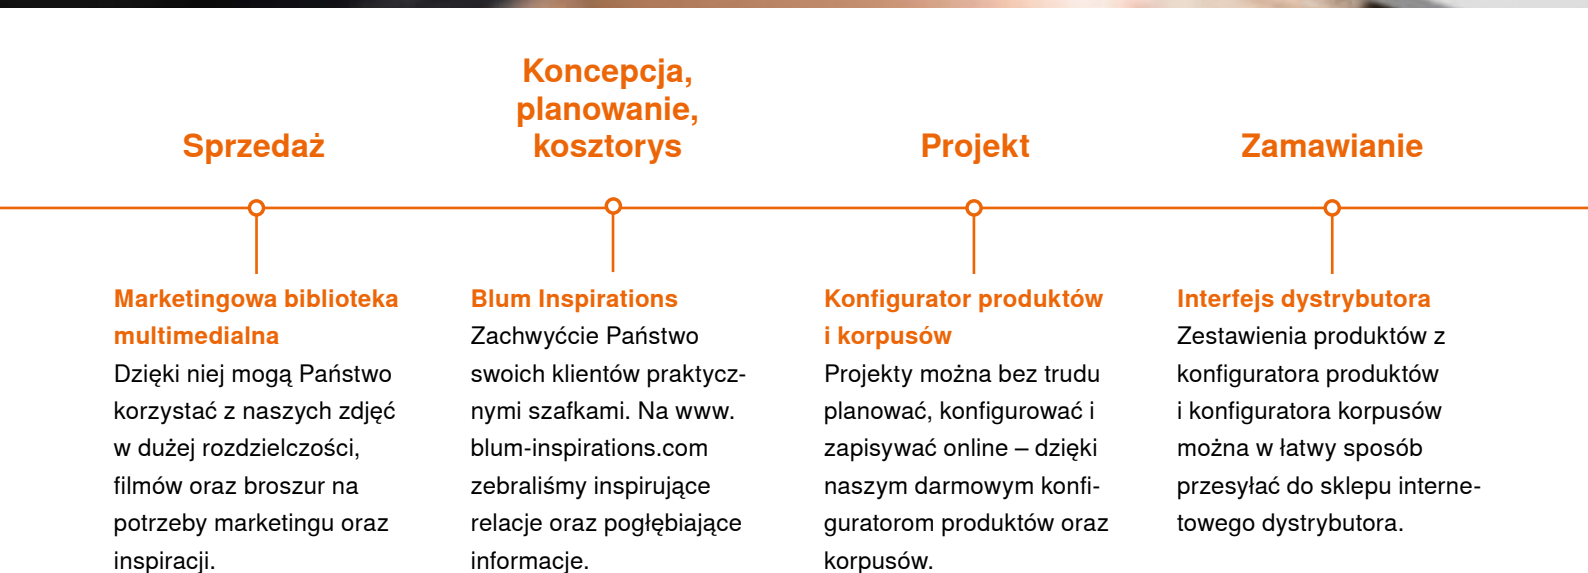 Sprzedaż
Koncepcja,
planowanie,
kosztorys
Projekt
Zamawianie
Marketingowa biblioteka
multimedialna
Dzięki niej mogą Państwo
korzystać z naszych zdjęć
w dużej rozdzielczości,
filmów oraz broszur na
potrzeby marketingu oraz
inspiracji.
Blum Inspirations
Zachwyćcie Państwo
swoich klientów praktycz-
nymi szafkami. Na www.
blum-inspirations.com
zebraliśmy inspirujące
relacje oraz pogłębiające
informacje.
Konfigurator produktów
i korpusów
Projekty można bez trudu
planować, konfigurować i
zapisywać online – dzięki
naszym darmowym konfi-
guratorom produktów oraz
korpusów.
Interfejs dystrybutora
Zestawienia produktów z
konfiguratora produktów
i konfiguratora korpusów
można w łatwy sposób
przesyłać do sklepu interne-
towego dystrybutora.